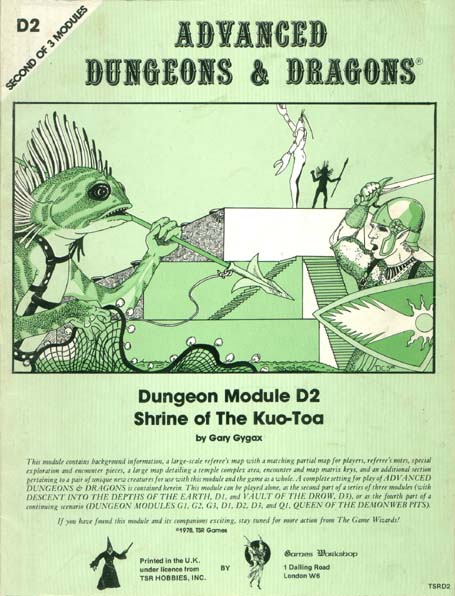 D2
SECOND OF 3 MODULES
ADVANCED
DUNGEONS & DRAGONS®
Dungeon Module D2
Shrine of The Kuo-Toa
by Gary Gygax
This module contains background information, a large-scale referee's map with a matching partial map for players, referee's notes, special
exploration and encounter pieces, a large map detailing a temple complex area, encounter and map matrix keys, and an additional section
pertaining to a pair of unique new creatures for use with this module and the game as a whole. A complete setting for play of ADVANCED
DUNGEONS & DRAGONS is contained herein. This module can be played alone, as the second part of a series of three modules (with
DESCENT INTO THE DEPTHS OF THE EARTH, D1, and VAULT OF THE DROW, D3), or as the fourth part of a
continuing scenario (DUNGEON MODULES G1, G2, G3, D1, D2, D3, and Q1, QUEEN OF THE DEMONWEB PITS).
If you have found this module and its companions exciting, stay tuned for more action from The Game Wizards!
©1978, TSR Games
Printed in the U.K.
under licence from
TSR HOBBIES, INC.
BY
Games Workshop
1 Dalling Road
London W6
TSRD2